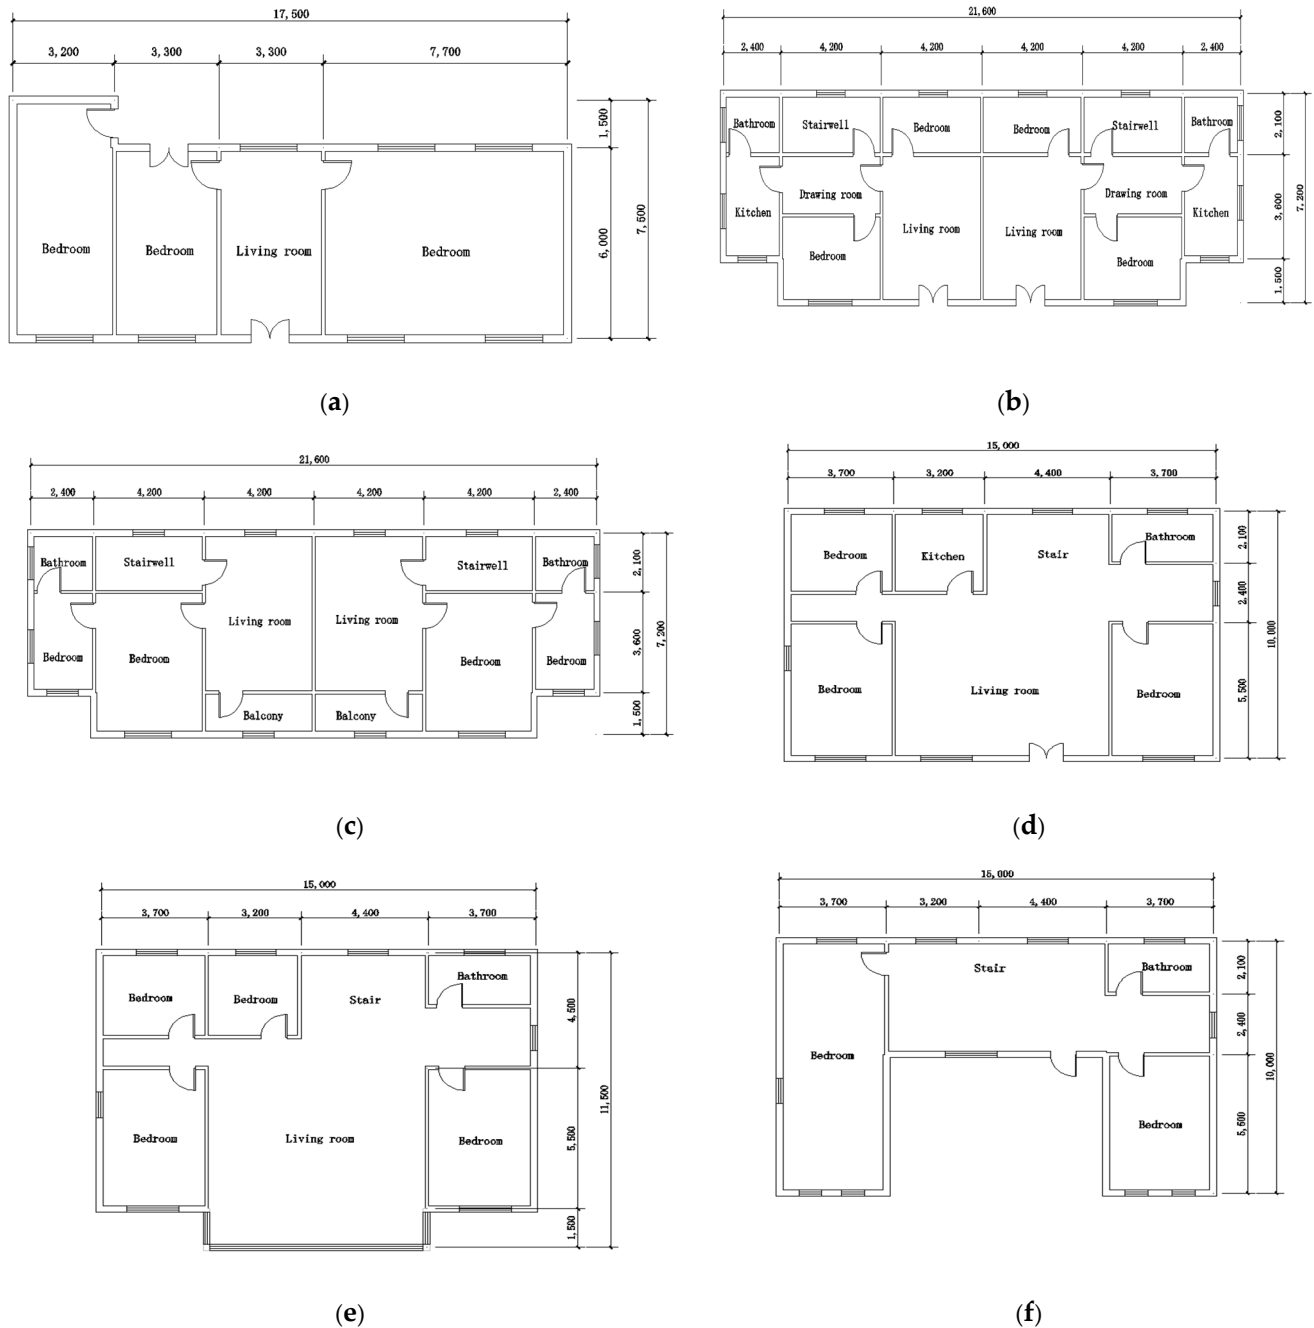 17,500
3,200 3,300 3,300 7,700
1,500
6,000
7,500
Bedroom Bedroom Living room Bedroom
(a)
21,600
2,400 4,200 4,200 4,200 4,200 2,400
Bathroom Stairwell Bedroom Bedroom Stairwell Bathroom
Drawing room Drawing room
Kitchen Living room Living room Kitchen
Bedroom Bedroom
2,100
3,600
1,500
7,200
(b)
21,600
2,400 4,200 4,200 4,200 4,200 2,400
Bathroom Stairwell Stairwell Bathroom
Living room Living room
Bedroom Bedroom Bedroom Bedroom
Balcony Balcony
2,100
3,600
1,500
7,200
(c)
15,000
3,700 3,200 4,400 3,700
Bedroom Kitchen Stair Bathroom
Bedroom Living room Bedroom
2,100
2,400
5,500
10,000
(d)
15,000
3,700 3,200 4,400 3,700
Bedroom Bedroom Stair Bathroom
Bedroom Living room Bedroom
4,500
5,500
1,500
11,500
(e)
15,000
3,700 3,200 4,400 3,700
Stair Bathroom
Bedroom
Bedroom
2,100
2,400
10,000
(f)